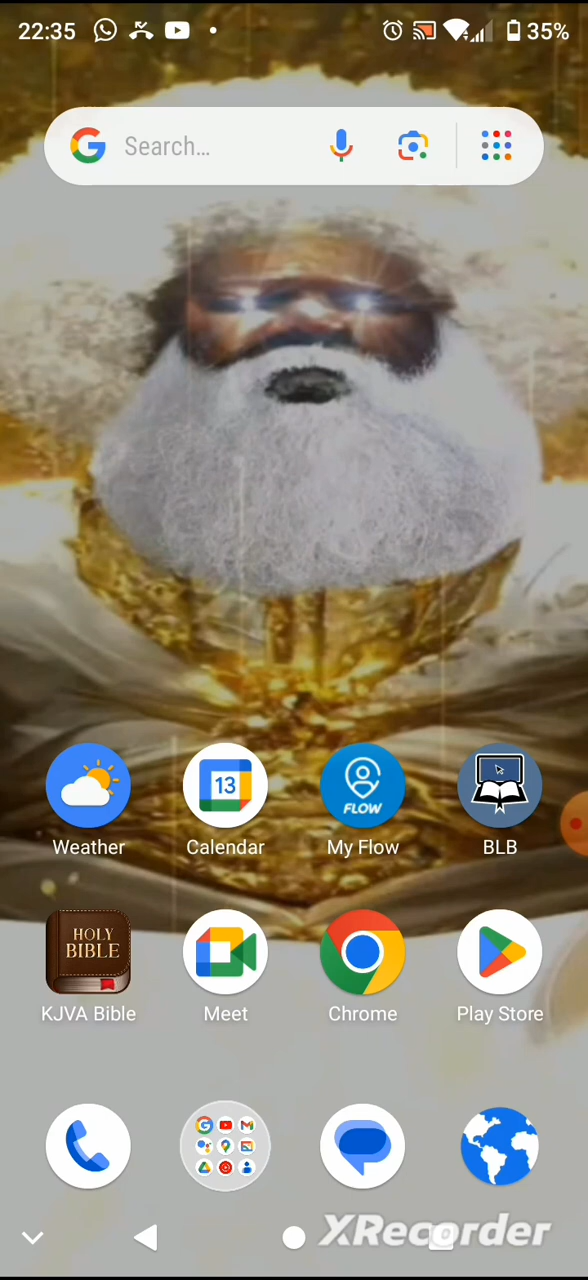 22:35
35%
Search...
13
FLOW
Weather
Calendar
My Flow
BLB
HOLY
BIBLE
KJVA Bible
Meet
Chrome
Play Store
XRecorder